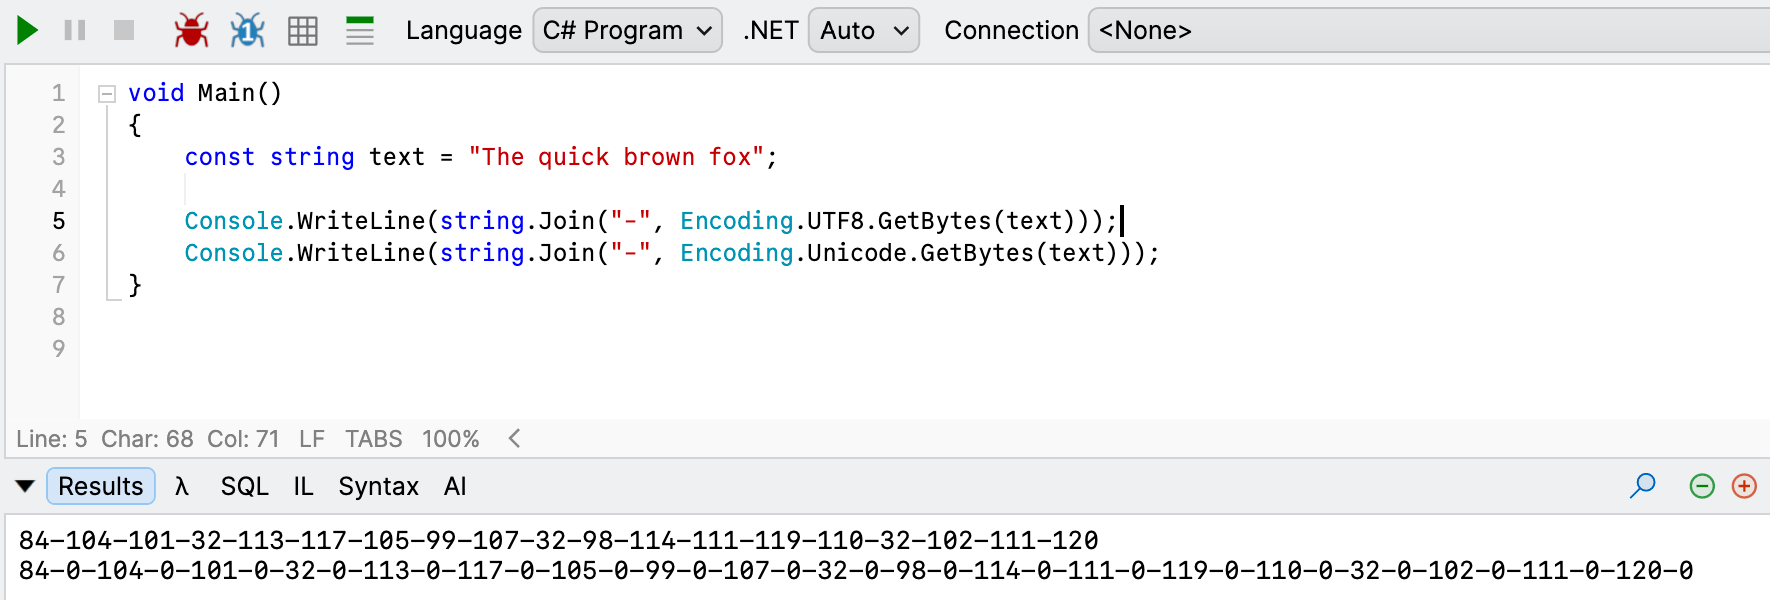 Language C# Program .NET Auto Connection <None>
1 void Main()
2 {
3 const string text = "The quick brown fox";
4
5 Console.WriteLine(string.Join("-", Encoding.UTF8.GetBytes(text)));
6 Console.WriteLine(string.Join("-", Encoding.Unicode.GetBytes(text)));
7 }
8
9
Line: 5 Char: 68 Col: 71 LF TABS 100%
Results λ SQL IL Syntax AI
84-104-101-32-113-117-105-99-107-32-98-114-111-119-110-32-102-111-120
84-0-104-0-101-0-32-0-113-0-117-0-105-0-99-0-107-0-32-0-98-0-114-0-111-0-119-0-110-0-32-0-102-0-111-0-120-0